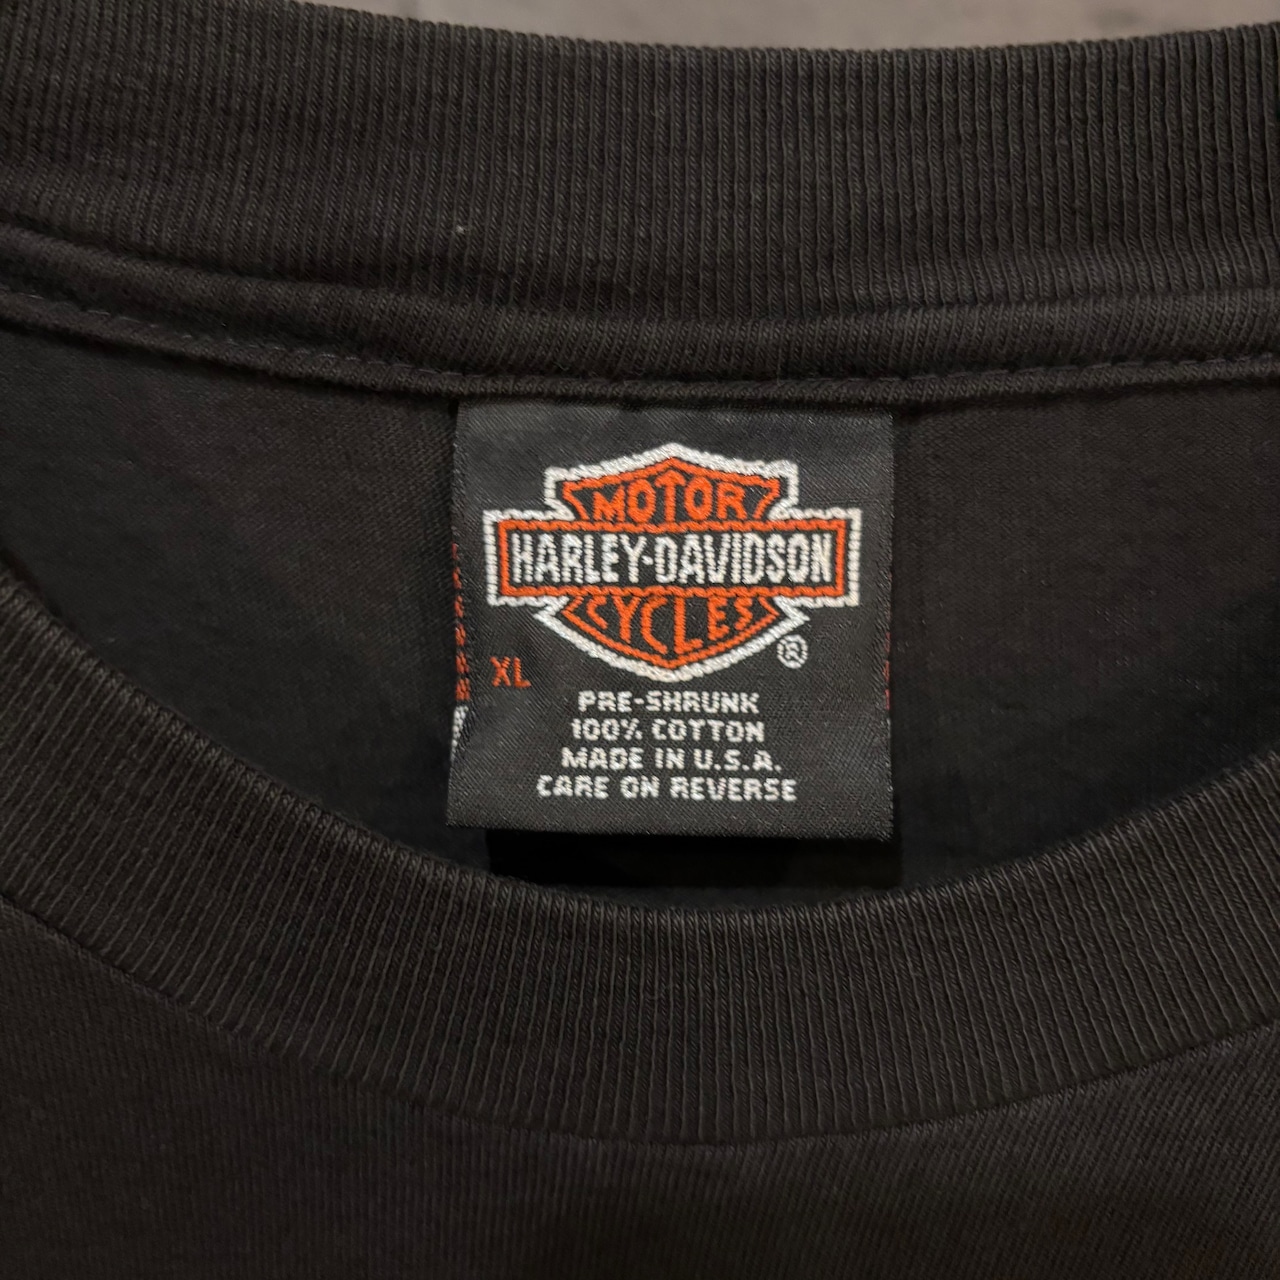 MOTOR
HARLEY-DAVIDSON
CYCLES
®
XL
PRE-SHRUNK
100% COTTON
MADE IN U.S.A.
CARE ON REVERSE